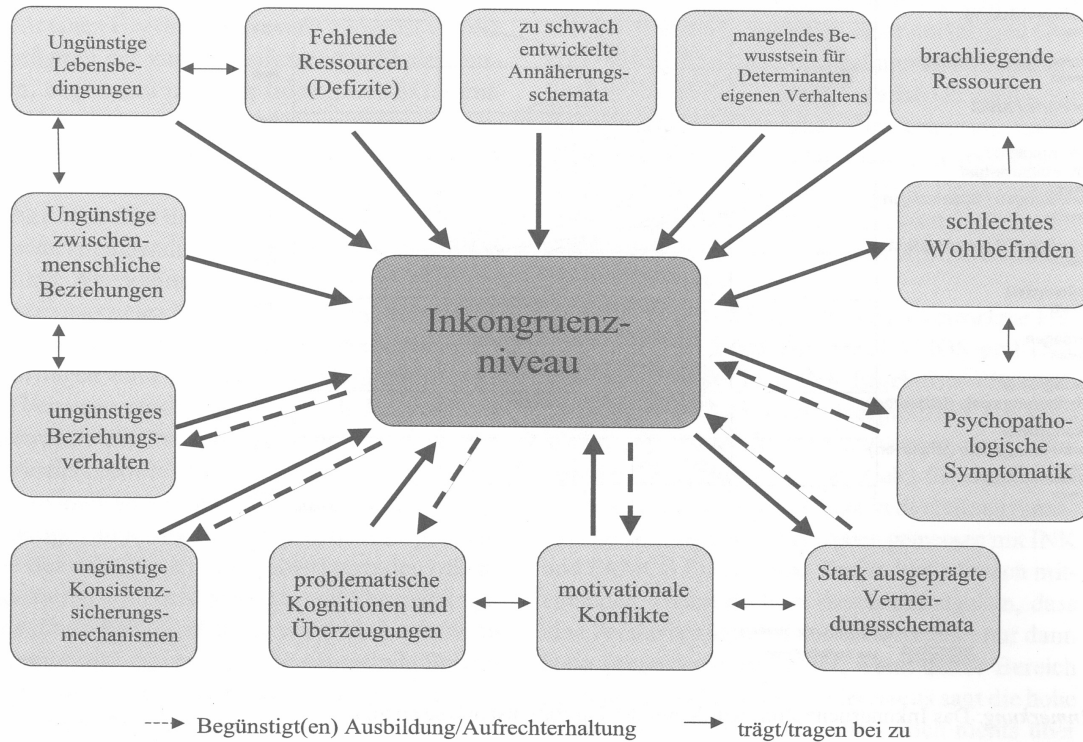 Ungünstige
Lebensbe-
dingungen
Fehlende
Ressourcen
(Defizite)
zu schwach
entwickelte
Annäherungs-
schemata
mangelndes Be-
wusstsein für
Determinanten
eigenen Verhaltens
brachliegende
Ressourcen
Ungünstige
zwischen-
menschliche
Beziehungen
Inkongruenz-
niveau
schlechtes
Wohlbefinden
ungünstiges
Beziehungs-
verhalten
Psychopatho-
logische
Symptomatik
ungünstige
Konsistenz-
sicherungs-
mechanismen
problematische
Kognitionen und
Überzeugungen
motivationale
Konflikte
Stark ausgeprägte
Vermei-
dungsschemata
Begünstigt(en) Ausbildung/Aufrechterhaltung
trägt/tragen bei zu